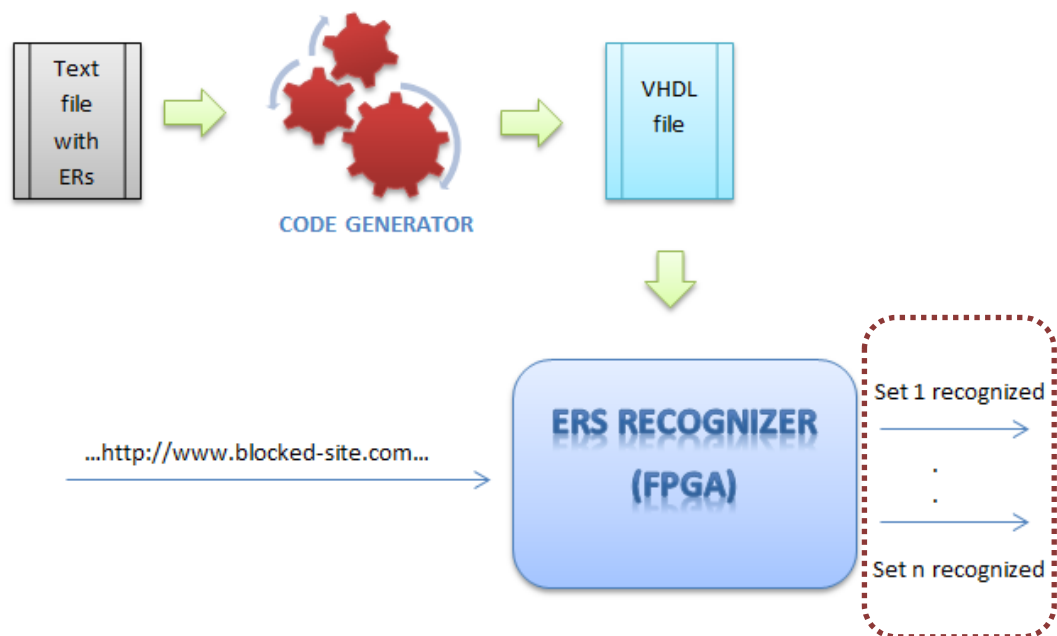 Text
file
with
ERs
CODE GENERATOR
VHDL
file
...http://www.blocked-site.com...
ERS RECOGNIZER
(FPGA)
Set 1 recognized
.
.
Set n recognized